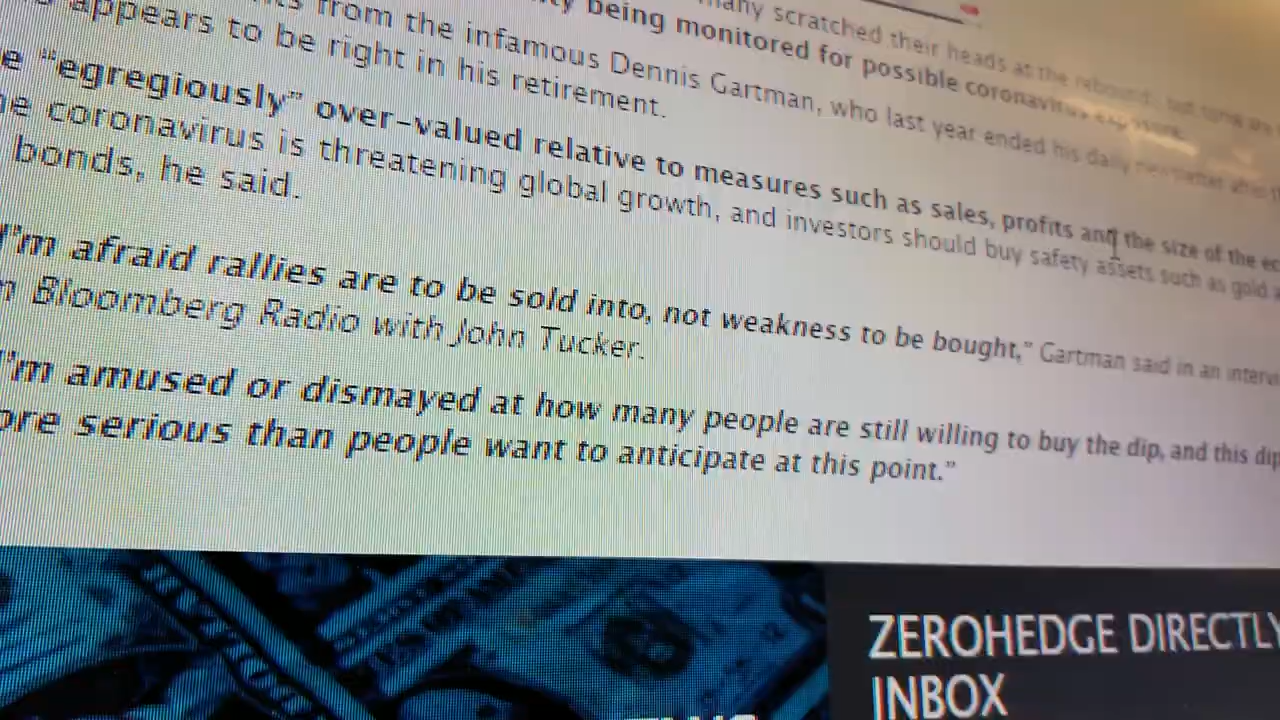 many scratched their heads at the rebound, but
being monitored for possible coronavirus exposure.
from the infamous Dennis Gartman, who last year ended his daily newsletter after
appears to be right in his retirement.
"egregiously" over-valued relative to measures such as sales, profits and the size of the
coronavirus is threatening global growth, and investors should buy safety assets such as gold
bonds, he said.
I'm afraid rallies are to be sold into, not weakness to be bought," Gartman said in an
Bloomberg Radio with John Tucker.
I'm amused or dismayed at how many people are still willing to buy the dip, and this dip
serious than people want to anticipate at this point."
ZEROHEDGE DIRECTLY
INBOX